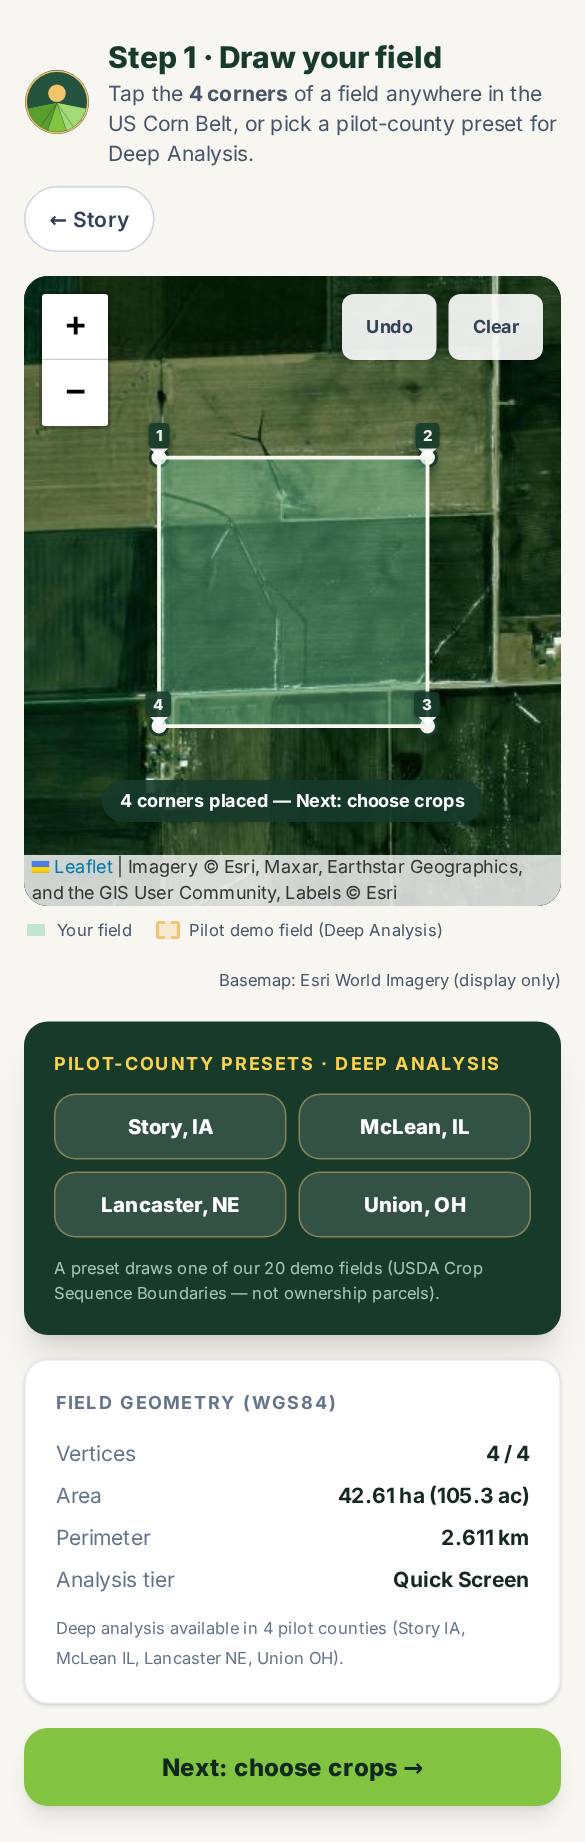 Step 1 · Draw your field
Tap the 4 corners of a field anywhere in the
US Corn Belt, or pick a pilot-county preset for
Deep Analysis.
← Story
+
−
Undo
Clear
1
2
4
3
4 corners placed — Next: choose crops
Leaflet | Imagery © Esri, Maxar, Earthstar Geographics,
and the GIS User Community, Labels © Esri
Your field
Pilot demo field (Deep Analysis)
Basemap: Esri World Imagery (display only)
PILOT-COUNTY PRESETS · DEEP ANALYSIS
Story, IA
McLean, IL
Lancaster, NE
Union, OH
A preset draws one of our 20 demo fields (USDA Crop
Sequence Boundaries — not ownership parcels).
FIELD GEOMETRY (WGS84)
Vertices 4 / 4
Area 42.61 ha (105.3 ac)
Perimeter 2.611 km
Analysis tier Quick Screen
Deep analysis available in 4 pilot counties (Story IA,
McLean IL, Lancaster NE, Union OH).
Next: choose crops →